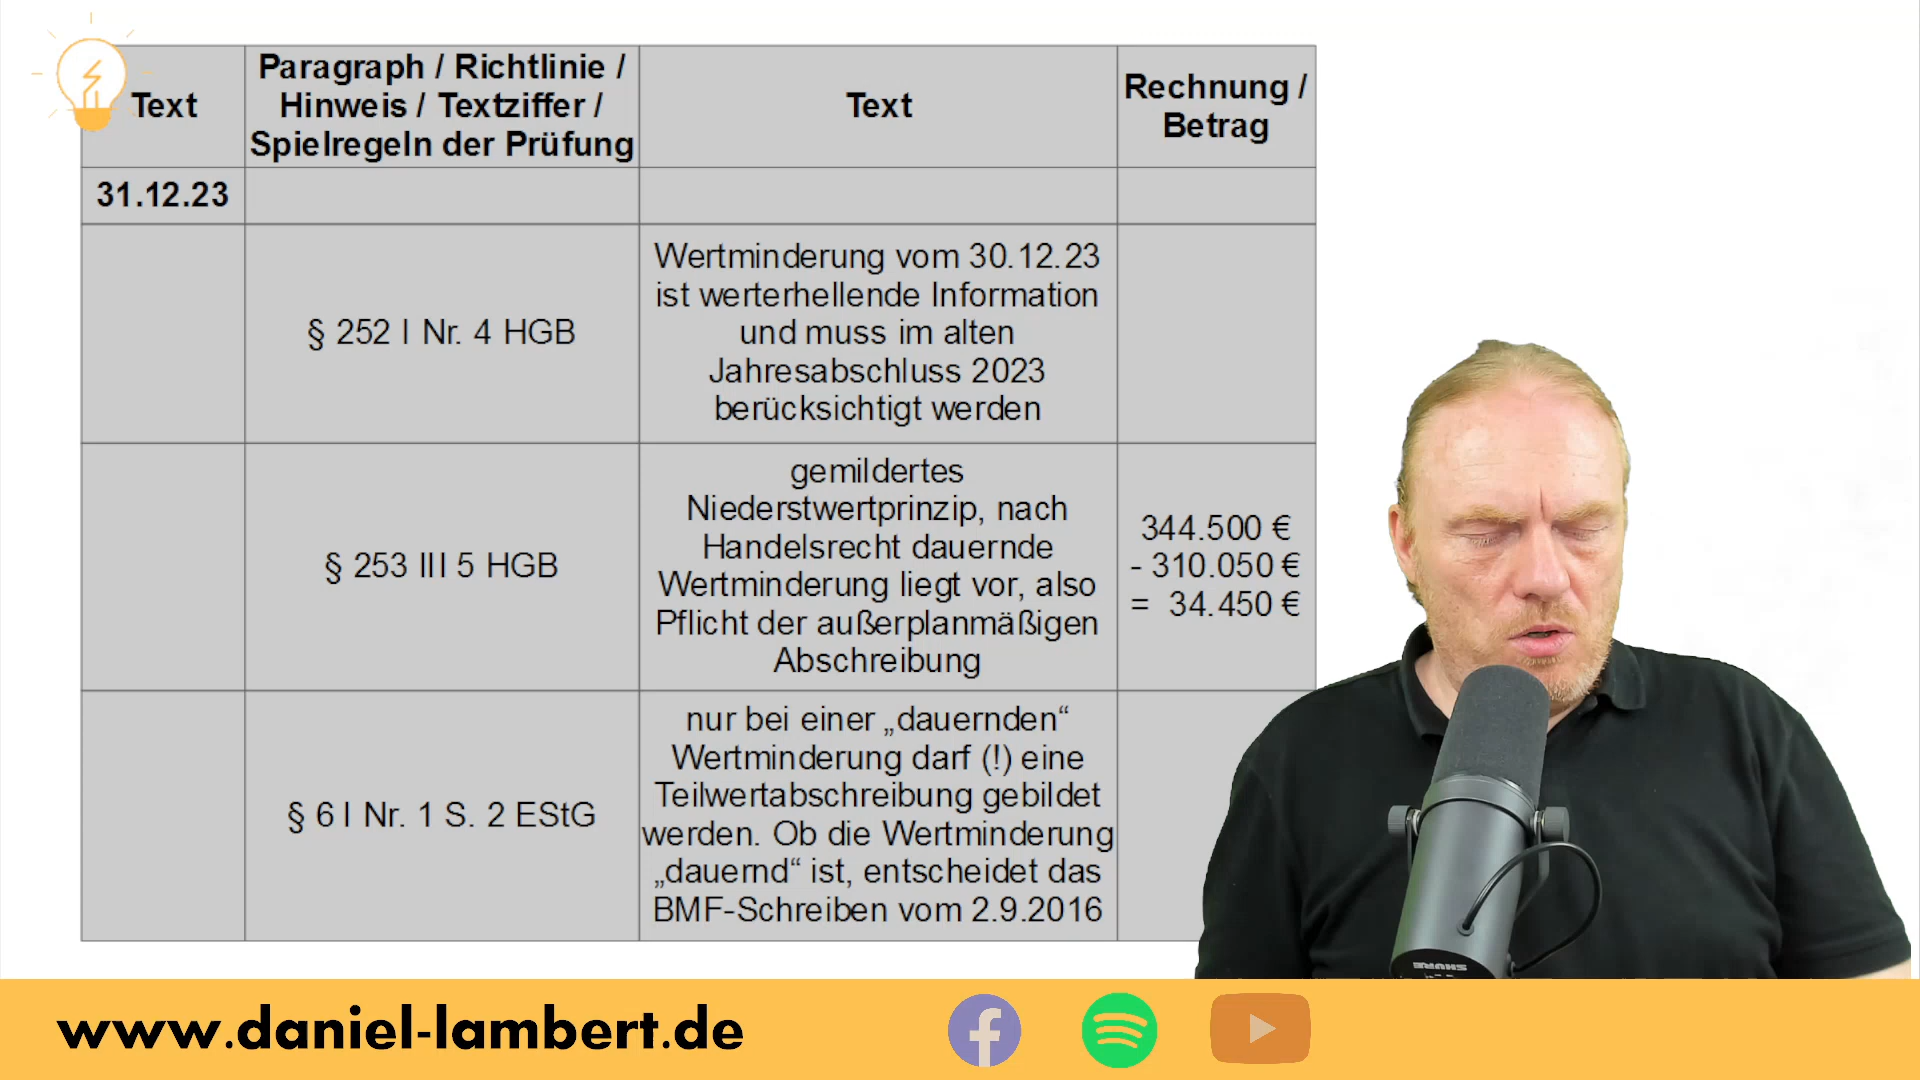 Text
Paragraph / Richtlinie /
Hinweis / Textziffer /
Spielregeln der Prüfung
Text
Rechnung /
Betrag
31.12.23
§ 252 I Nr. 4 HGB
Wertminderung vom 30.12.23
ist werterhellende Information
und muss im alten
Jahresabschluss 2023
berücksichtigt werden
§ 253 III 5 HGB
gemildertes
Niederstwertprinzip, nach
Handelsrecht dauernde
Wertminderung liegt vor, also
Pflicht der außerplanmäßigen
Abschreibung
344.500 €
- 310.050 €
= 34.450 €
§ 6 I Nr. 1 S. 2 EStG
nur bei einer „dauernden“
Wertminderung darf (!) eine
Teilwertabschreibung gebildet
werden. Ob die Wertminderung
„dauernd“ ist, entscheidet das
BMF-Schreiben vom 2.9.2016
SHURE
www.daniel-lambert.de